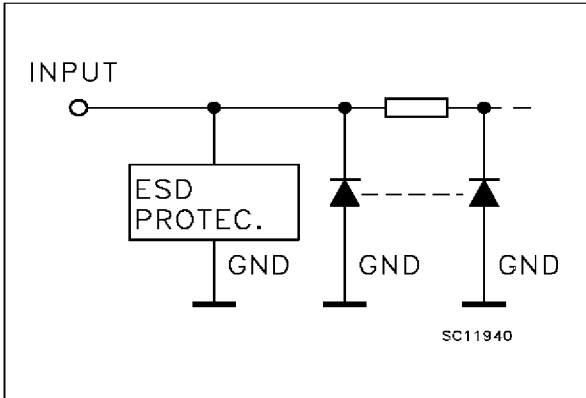 INPUT
ESD
PROTEC.
GND
GND
GND
SC11940